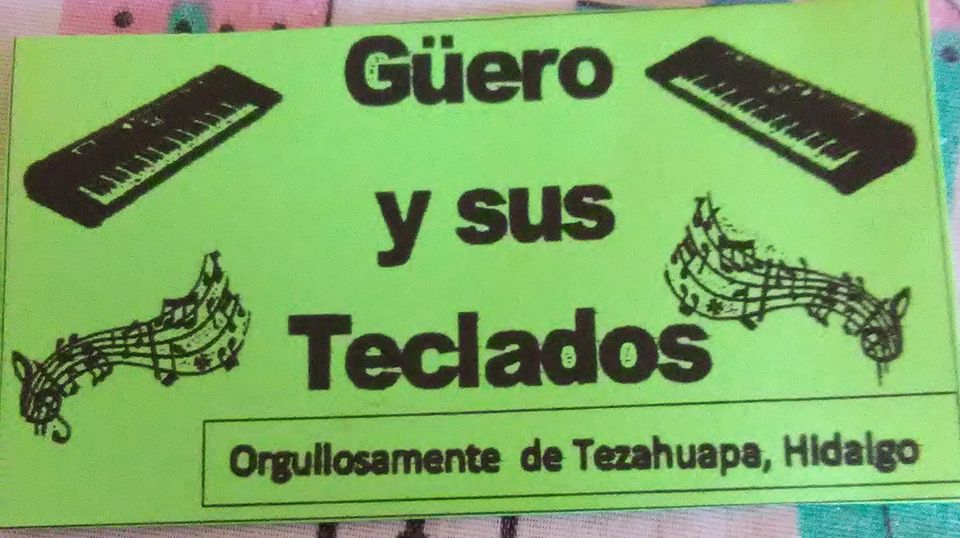 Güero
y sus
Teclados
Orgullosamente de Tezahuapa, Hidalgo